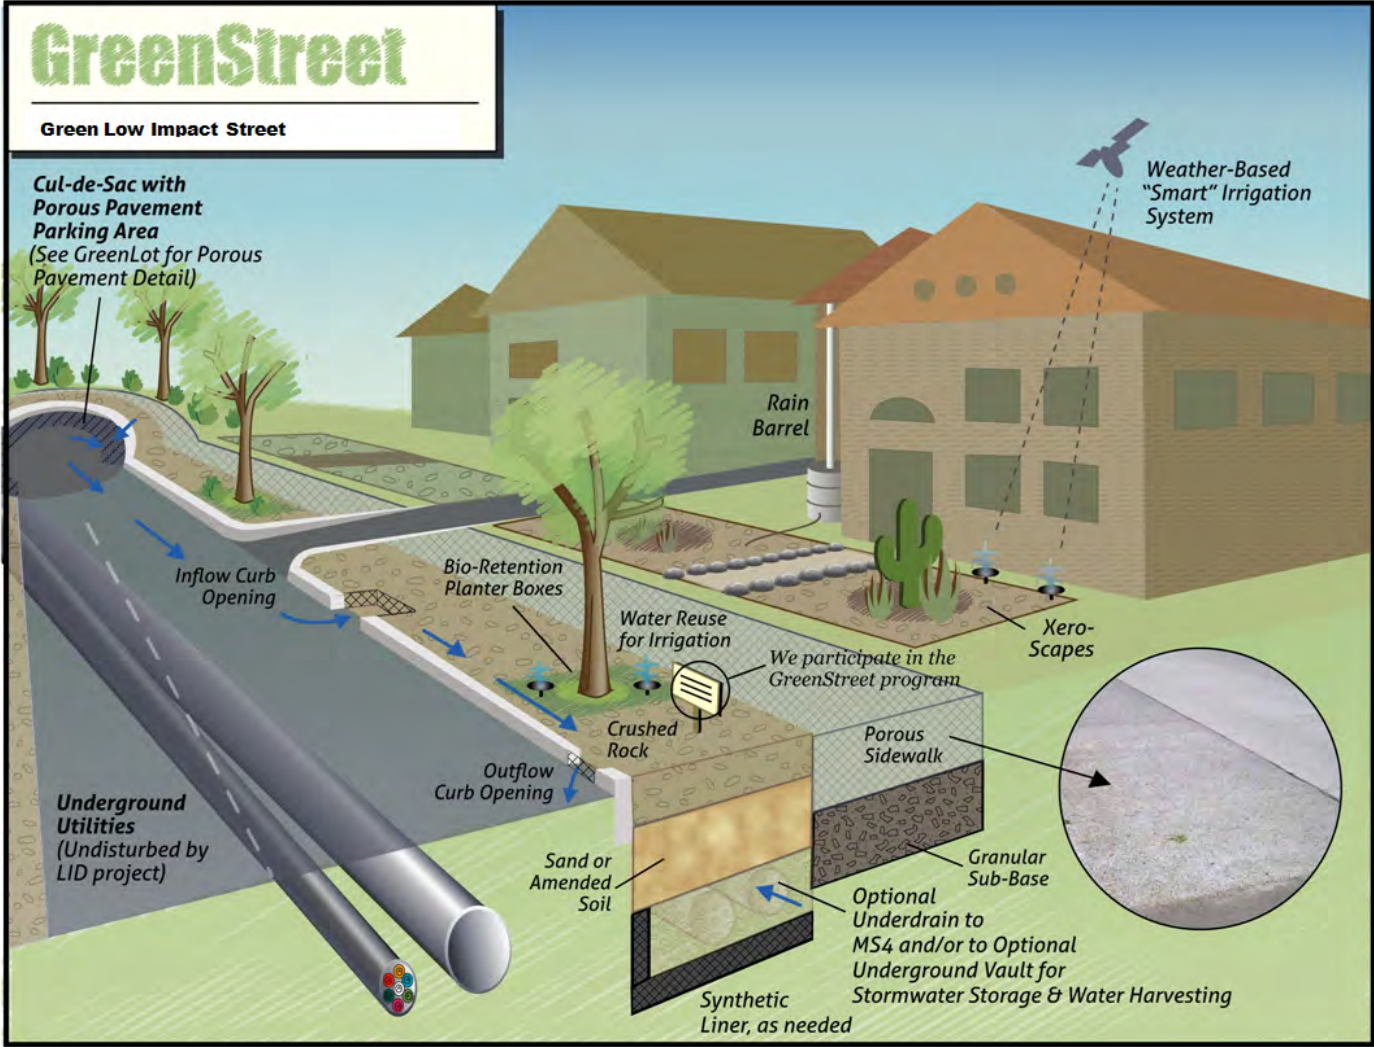 GreenStreet
Green Low Impact Street
Cul-de-Sac with
Porous Pavement
Parking Area
(See GreenLot for Porous
Pavement Detail)
Weather-Based
"Smart" Irrigation
System
Rain
Barrel
Inflow Curb
Opening
Bio-Retention
Planter Boxes
Water Reuse
for Irrigation
We participate in the
GreenStreet program
Xero-
Scapes
Crushed
Rock
Porous
Sidewalk
Outflow
Curb Opening
Underground
Utilities
(Undisturbed by
LID project)
Sand or
Amended
Soil
Granular
Sub-Base
Optional
Underdrain to
MS4 and/or to Optional
Underground Vault for
Stormwater Storage & Water Harvesting
Synthetic
Liner, as needed